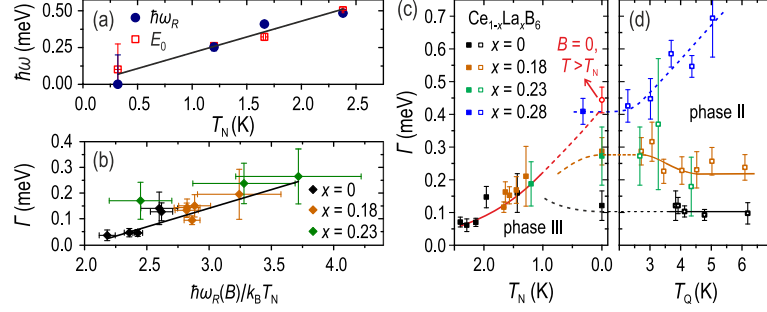 (a)
ħω_R
E_0
ħω (meV)
0.50
0.25
0.00
0.5 1.0 1.5 2.0 2.5
T_N (K)
(b)
Γ (meV)
0.4
0.3
0.2
0.1
0.0
x = 0
x = 0.18
x = 0.23
2.5 3.0 3.5 4.0
ħω_R(B)/k_BT_N
(c)
Γ (meV)
0.7
0.6
0.5
0.4
0.3
0.2
0.1
0.0
Ce_{1-x}La_xB_6
x = 0
x = 0.18
x = 0.23
x = 0.28
B = 0,
T>T_N
phase III
2.0 1.0 0.0
T_N (K)
(d)
phase II
3 4 5 6
T_Q (K)